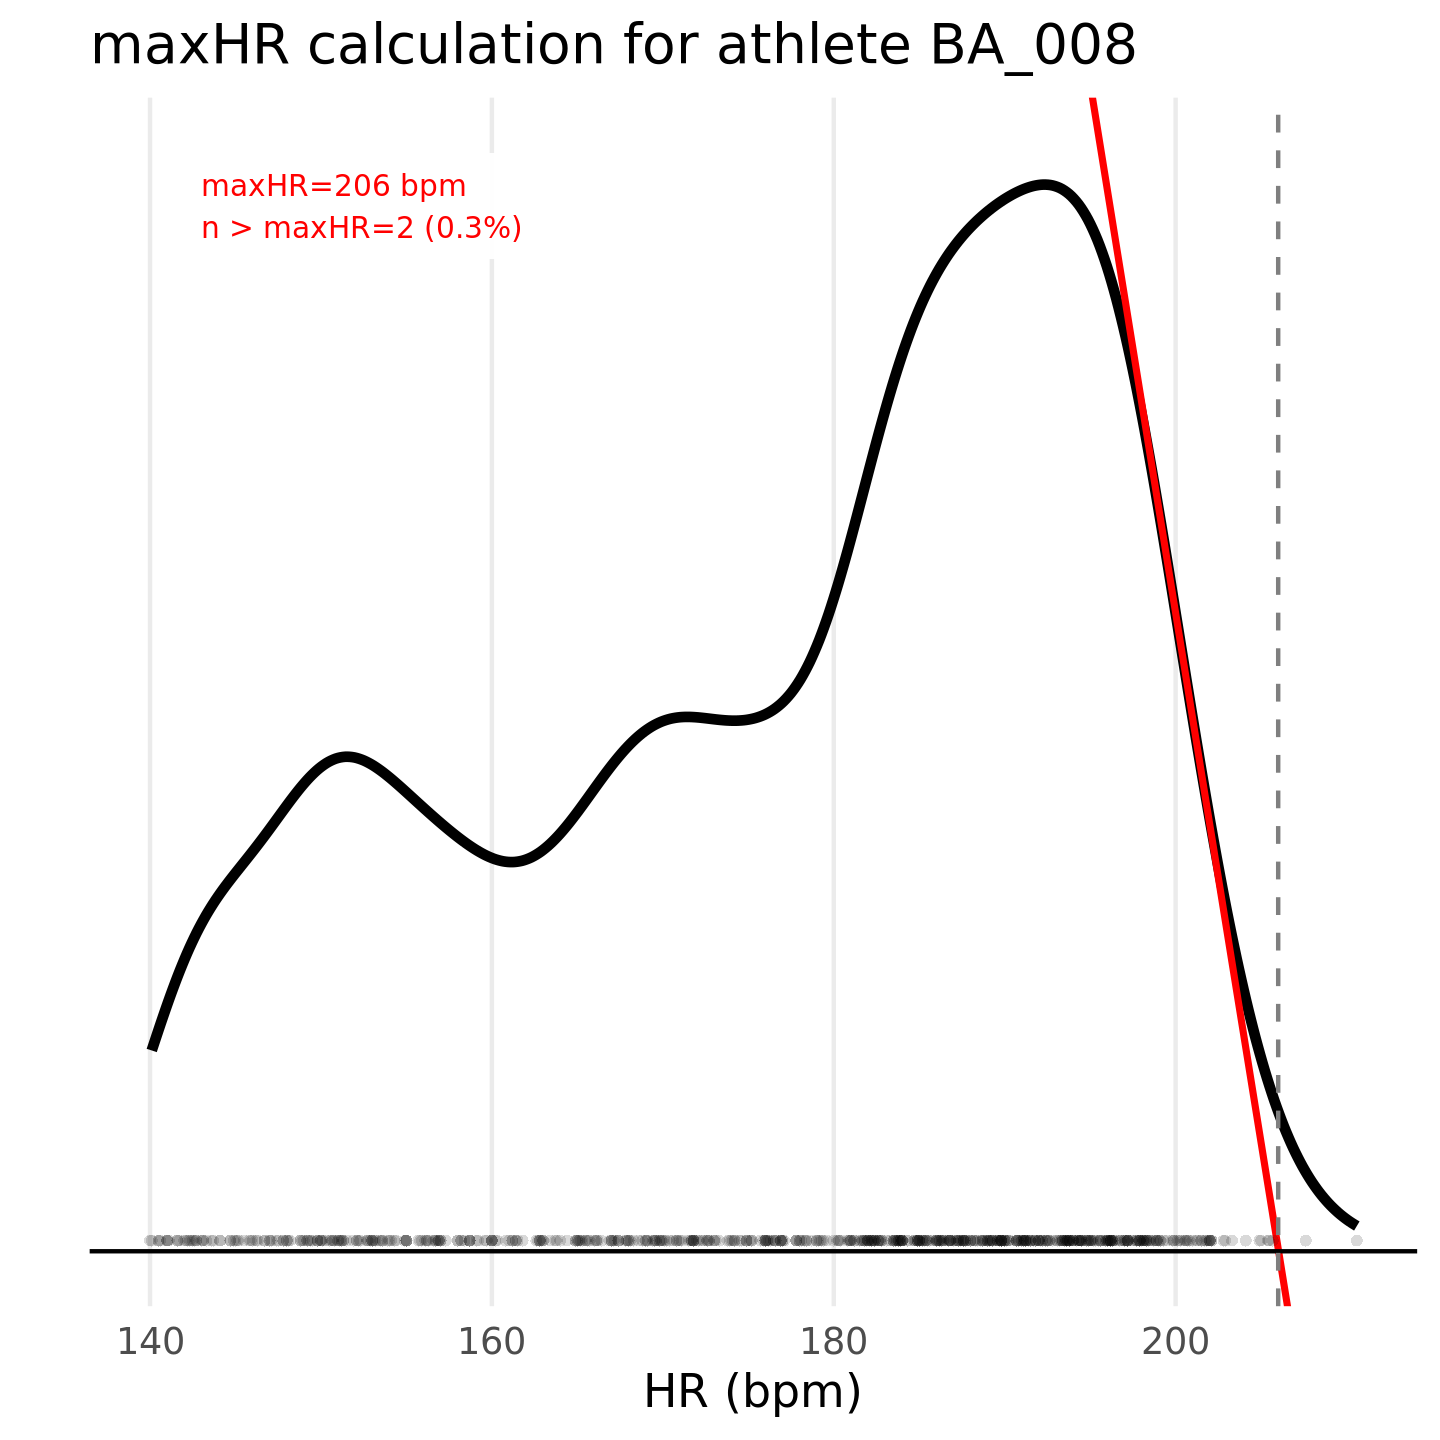 maxHR calculation for athlete BA_008
maxHR=206 bpm
n > maxHR=2 (0.3%)
140 160 180 200
HR (bpm)